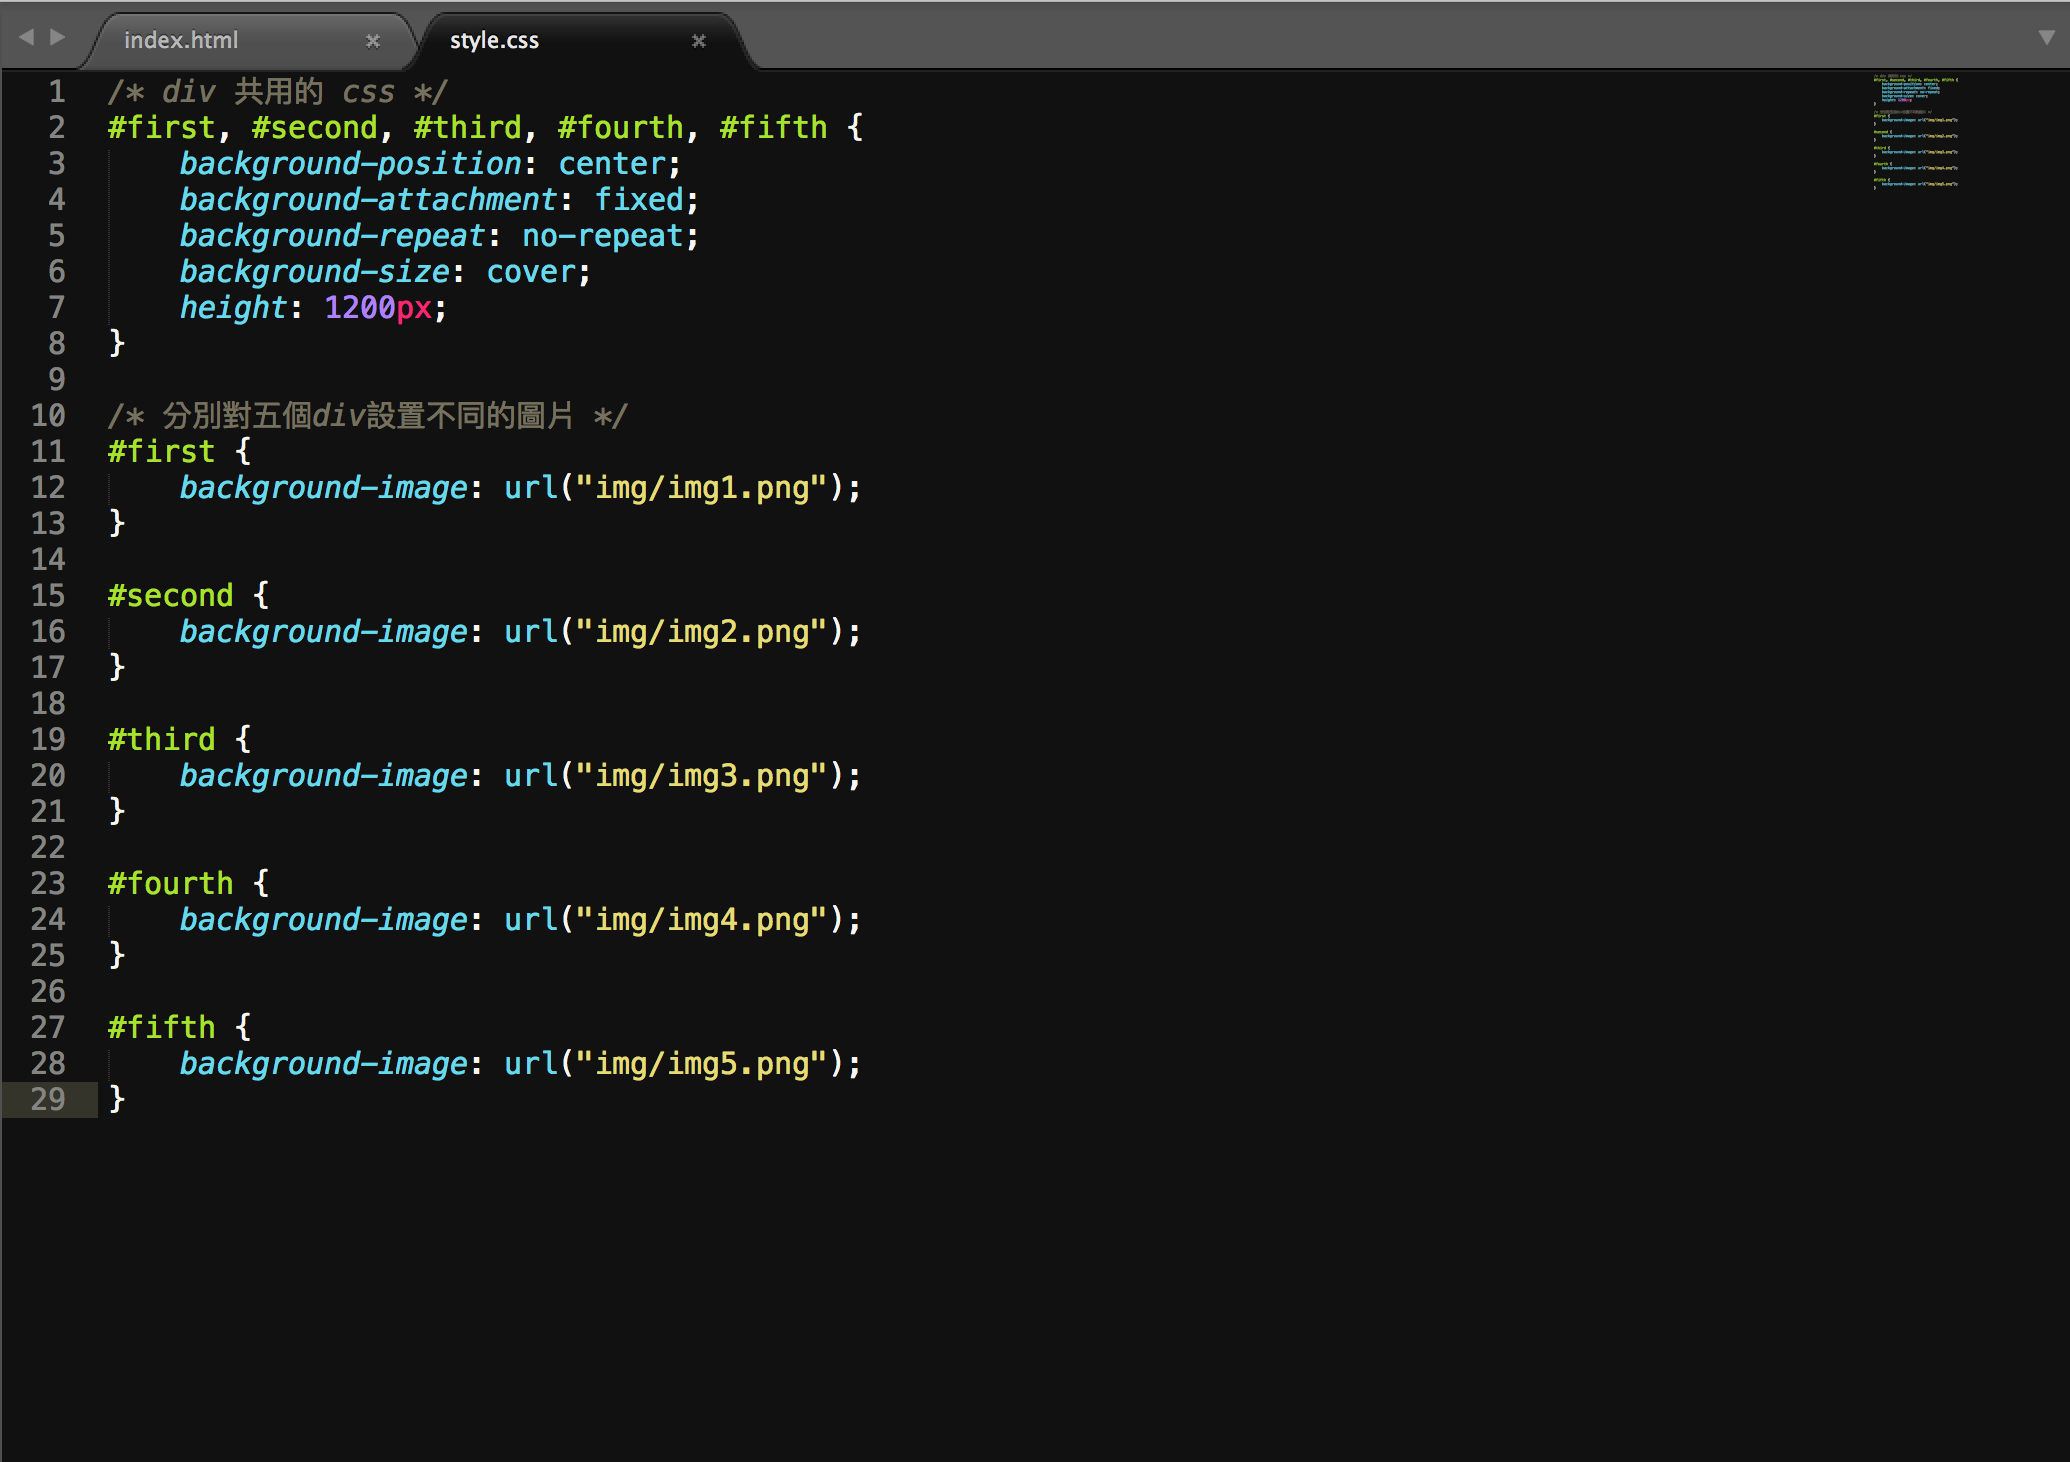 index.html
style.css
1 /* div 共用的 css */
2 #first, #second, #third, #fourth, #fifth {
3 background-position: center;
4 background-attachment: fixed;
5 background-repeat: no-repeat;
6 background-size: cover;
7 height: 1200px;
8 }
9
10 /* 分別對五個div設置不同的圖片 */
11 #first {
12 background-image: url("img/img1.png");
13 }
14
15 #second {
16 background-image: url("img/img2.png");
17 }
18
19 #third {
20 background-image: url("img/img3.png");
21 }
22
23 #fourth {
24 background-image: url("img/img4.png");
25 }
26
27 #fifth {
28 background-image: url("img/img5.png");
29 }